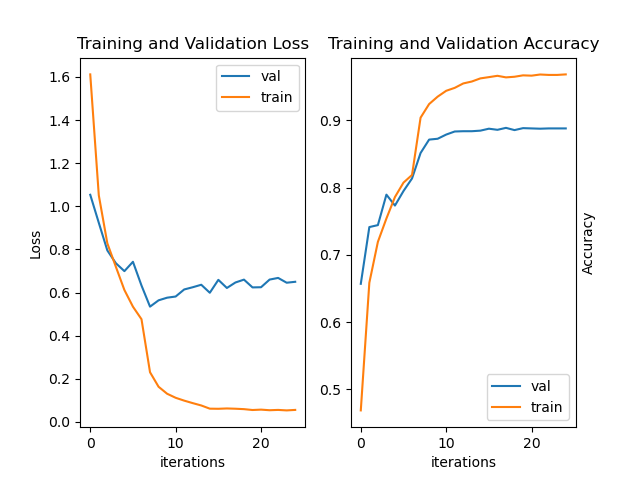 Training and Validation Loss
val
train
1.6
1.4
1.2
1.0
0.8
0.6
0.4
0.2
0.0
Loss
0
10
20
iterations
Training and Validation Accuracy
0.9
0.8
0.7
0.6
0.5
Accuracy
val
train
0
10
20
iterations